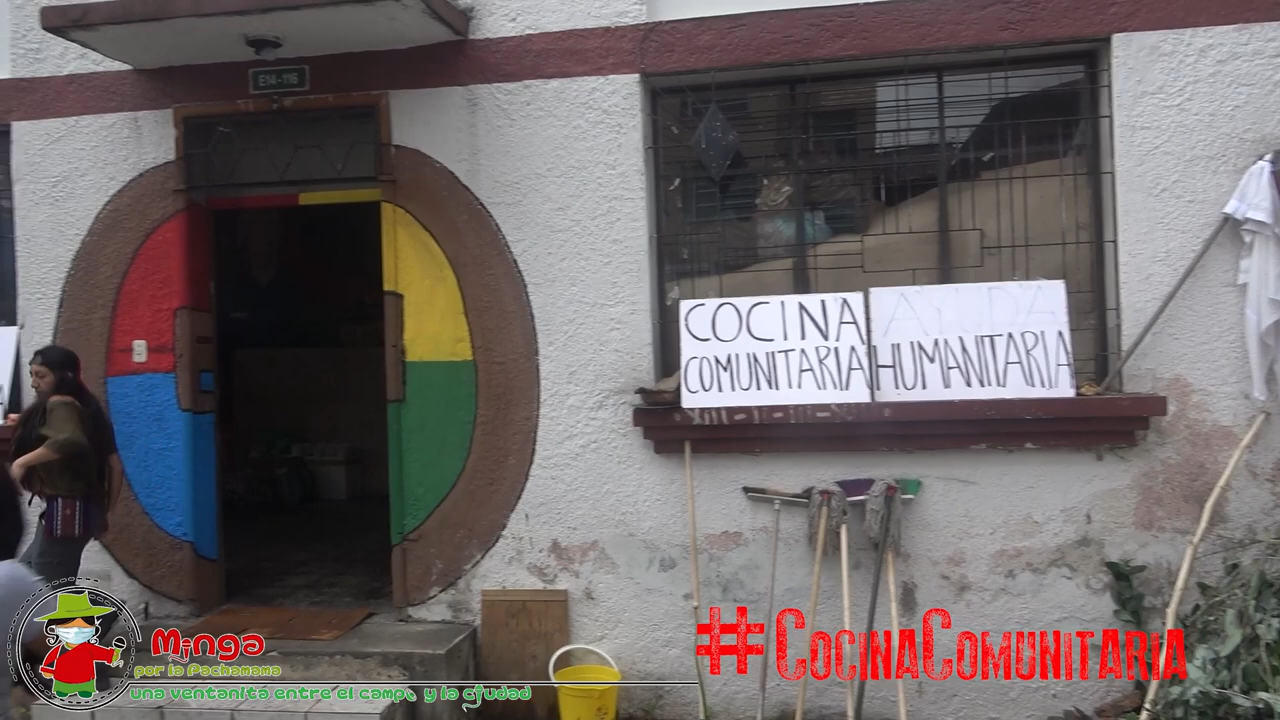 E14-116
COCINA
COMUNITARIA
AYUDA
HUMANITARIA
#COCINACOMUNITARIA
Minga
por la Pachamama
una ventanita entre el campo y la ciudad